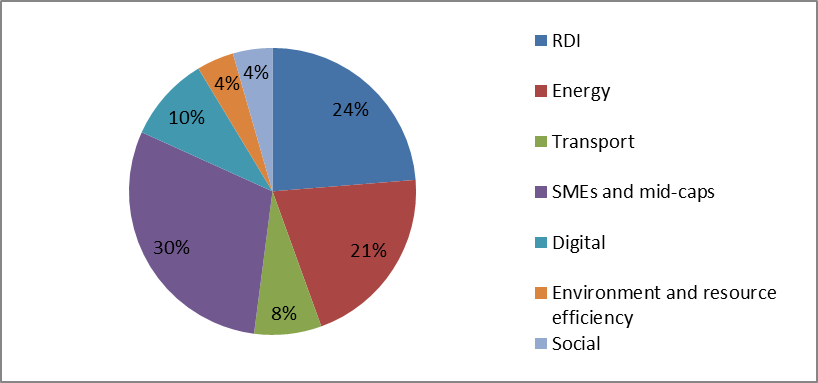 RDI
Energy
Transport
SMEs and mid-caps
Digital
Environment and resource
efficiency
Social
24%
21%
8%
30%
10%
4%
4%